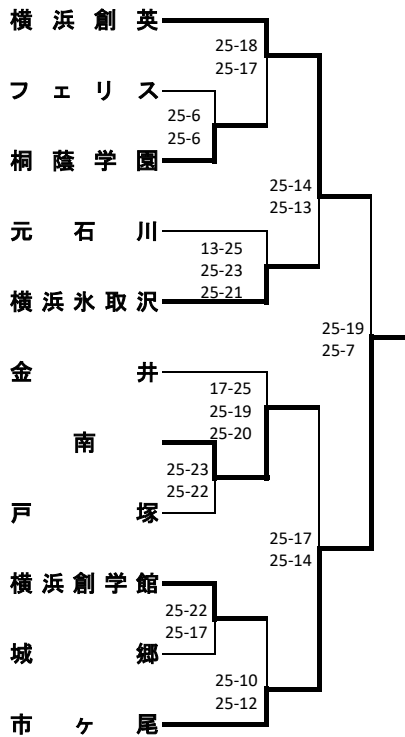 横浜創英
25-18
25-17
フェリス
25-6
25-6
桐蔭学園
25-14
25-13
元石川
13-25
25-23
25-21
横浜氷取沢
25-19
25-7
金井
17-25
25-19
25-20
南
25-23
25-22
戸塚
25-17
25-14
横浜創学館
25-22
25-17
城郷
25-10
25-12
市ヶ尾